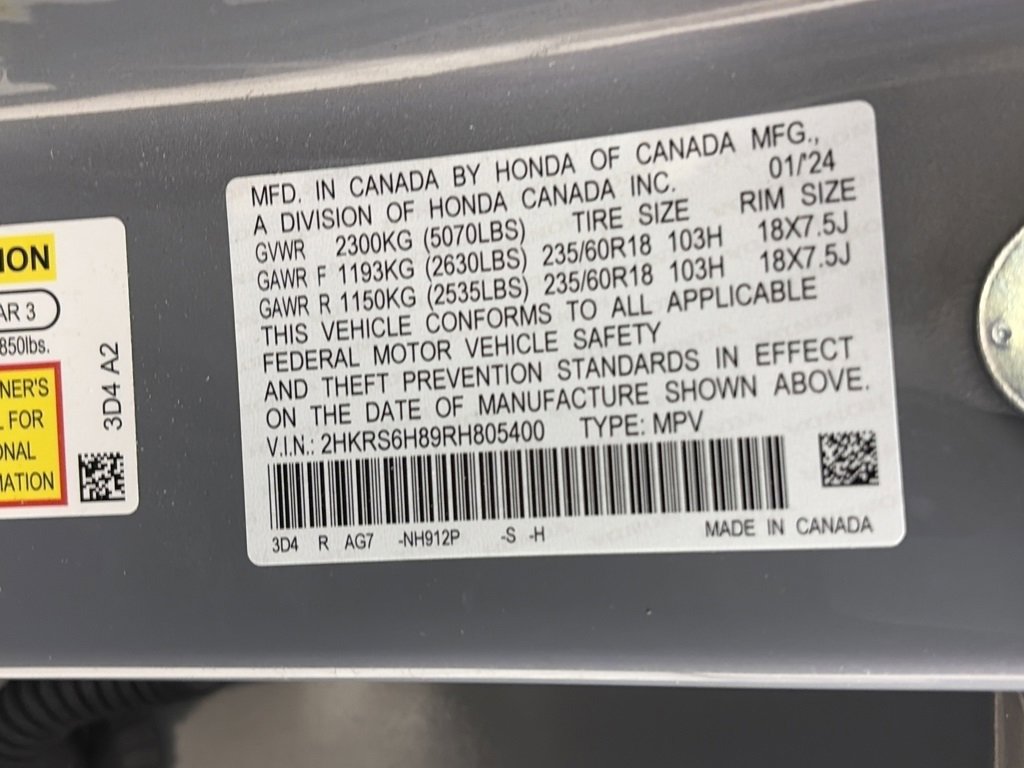 MFD. IN CANADA BY HONDA OF CANADA MFG.,
A DIVISION OF HONDA CANADA INC. 01/'24
GVWR 2300KG (5070LBS) TIRE SIZE RIM SIZE
GAWR F 1193KG (2630LBS) 235/60R18 103H 18X7.5J
GAWR R 1150KG (2535LBS) 235/60R18 103H 18X7.5J
THIS VEHICLE CONFORMS TO ALL APPLICABLE
FEDERAL MOTOR VEHICLE SAFETY
AND THEFT PREVENTION STANDARDS IN EFFECT
ON THE DATE OF MANUFACTURE SHOWN ABOVE.
V.I.N.: 2HKRS6H89RH805400 TYPE: MPV
3D4 R AG7 -NH912P -S -H MADE IN CANADA
ION
AR 3
850lbs.
NER'S
L FOR
ONAL
MATION
3D4 A2